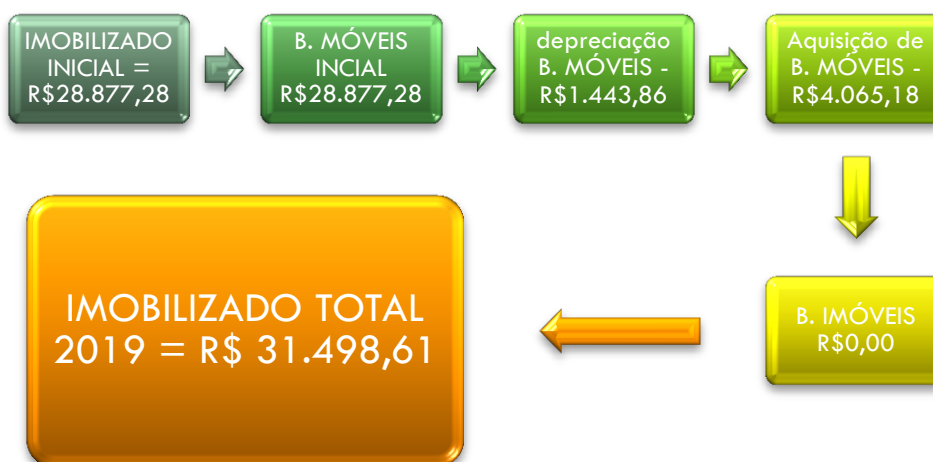 IMOBILIZADO
INICIAL =
R$28.877,28
B. MÓVEIS
INCIAL
R$28.877,28
depreciação
B. MÓVEIS -
R$1.443,86
Aquisição de
B. MÓVEIS -
R$4.065,18
B. IMÓVEIS
R$0,00
IMOBILIZADO TOTAL
2019 = R$ 31.498,61